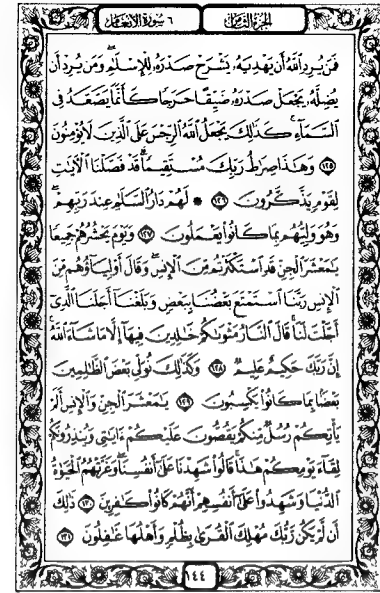 الجزء الثامن
٦ سورة الأنعام
فَمَن يُرِدِ ٱللَّهُ أَن يَهْدِيَهُۥ يَشْرَحْ صَدْرَهُۥ لِلْإِسْلَٰمِ ۖ وَمَن يُرِدْ أَن
يُضِلَّهُۥ يَجْعَلْ صَدْرَهُۥ ضَيِّقًا حَرَجًا كَأَنَّمَا يَصَّعَّدُ فِى
ٱلسَّمَآءِ ۚ كَذَٰلِكَ يَجْعَلُ ٱللَّهُ ٱلرِّجْسَ عَلَى ٱلَّذِينَ لَا يُؤْمِنُونَ
١٢٥ وَهَٰذَا صِرَٰطُ رَبِّكَ مُسْتَقِيمًا ۗ قَدْ فَصَّلْنَا ٱلْءَايَٰتِ
لِقَوْمٍ يَذَّكَّرُونَ ١٢٦ * لَهُمْ دَارُ ٱلسَّلَٰمِ عِندَ رَبِّهِمْ ۖ
وَهُوَ وَلِيُّهُم بِمَا كَانُوا۟ يَعْمَلُونَ ١٢٧ وَيَوْمَ يَحْشُرُهُمْ جَمِيعًا
يَٰمَعْشَرَ ٱلْجِنِّ قَدِ ٱسْتَكْثَرْتُم مِّنَ ٱلْإِنسِ ۖ وَقَالَ أَوْلِيَآؤُهُم مِّنَ
ٱلْإِنسِ رَبَّنَا ٱسْتَمْتَعَ بَعْضُنَا بِبَعْضٍ وَبَلَغْنَآ أَجَلَنَا ٱلَّذِىٓ
أَجَّلْتَ لَنَا ۚ قَالَ ٱلنَّارُ مَثْوَىٰكُمْ خَٰلِدِينَ فِيهَآ إِلَّا مَا شَآءَ ٱللَّهُ ۗ
إِنَّ رَبَّكَ حَكِيمٌ عَلِيمٌ ١٢٨ وَكَذَٰلِكَ نُوَلِّى بَعْضَ ٱلظَّٰلِمِينَ
بَعْضًۢا بِمَا كَانُوا۟ يَكْسِبُونَ ١٢٩ يَٰمَعْشَرَ ٱلْجِنِّ وَٱلْإِنسِ أَلَمْ
يَأْتِكُمْ رُسُلٌ مِّنكُمْ يَقُصُّونَ عَلَيْكُمْ ءَايَٰتِى وَيُنذِرُونَكُمْ
لِقَآءَ يَوْمِكُمْ هَٰذَا ۚ قَالُوا۟ شَهِدْنَا عَلَىٰٓ أَنفُسِنَا ۖ وَغَرَّتْهُمُ ٱلْحَيَوٰةُ
ٱلدُّنْيَا وَشَهِدُوا۟ عَلَىٰٓ أَنفُسِهِمْ أَنَّهُمْ كَانُوا۟ كَٰفِرِينَ ١٣٠ ذَٰلِكَ
أَن لَّمْ يَكُن رَّبُّكَ مُهْلِكَ ٱلْقُرَىٰ بِظُلْمٍ وَأَهْلُهَا غَٰفِلُونَ ١٣١
١٤٤